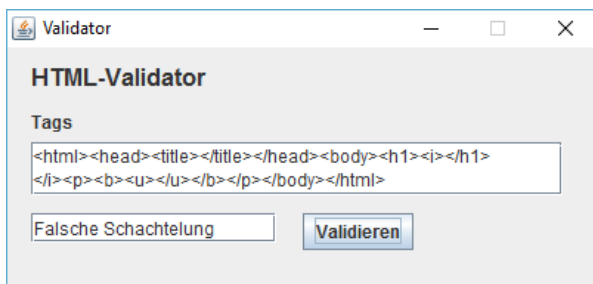 Validator
HTML-Validator
Tags
<html><head><title></title></head><body><h1><i></h1>
</i><p><b><u></u></b></p></body></html>
Falsche Schachtelung
Validieren